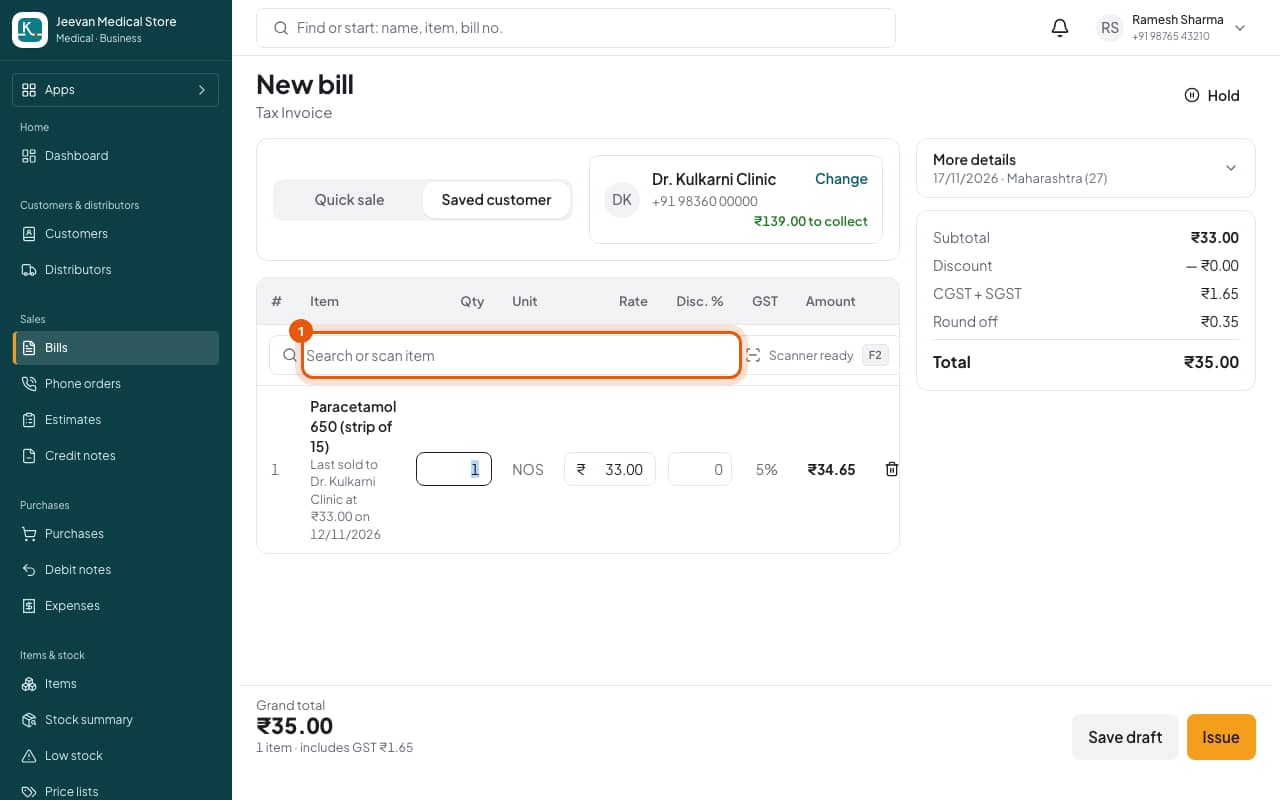 Jeevan Medical Store
Medical · Business
Apps
Home
Dashboard
Customers & distributors
Customers
Distributors
Sales
Bills
Phone orders
Estimates
Credit notes
Purchases
Purchases
Debit notes
Expenses
Items & stock
Items
Stock summary
Low stock
Price lists
Find or start: name, item, bill no.
RS
Ramesh Sharma
+91 98765 43210
New bill
Tax Invoice
Hold
Quick sale
Saved customer
DK
Dr. Kulkarni Clinic
Change
+91 98360 00000
₹139.00 to collect
# Item Qty Unit Rate Disc. % GST Amount
1
Search or scan item
Scanner ready F2
Paracetamol
650 (strip of
15)
Last sold to
Dr. Kulkarni
Clinic at
₹33.00 on
12/11/2026
1 1 NOS ₹ 33.00 0 5% ₹34.65
More details
17/11/2026 · Maharashtra (27)
Subtotal ₹33.00
Discount — ₹0.00
CGST + SGST ₹1.65
Round off ₹0.35
Total ₹35.00
Grand total
₹35.00
1 item · includes GST ₹1.65
Save draft
Issue